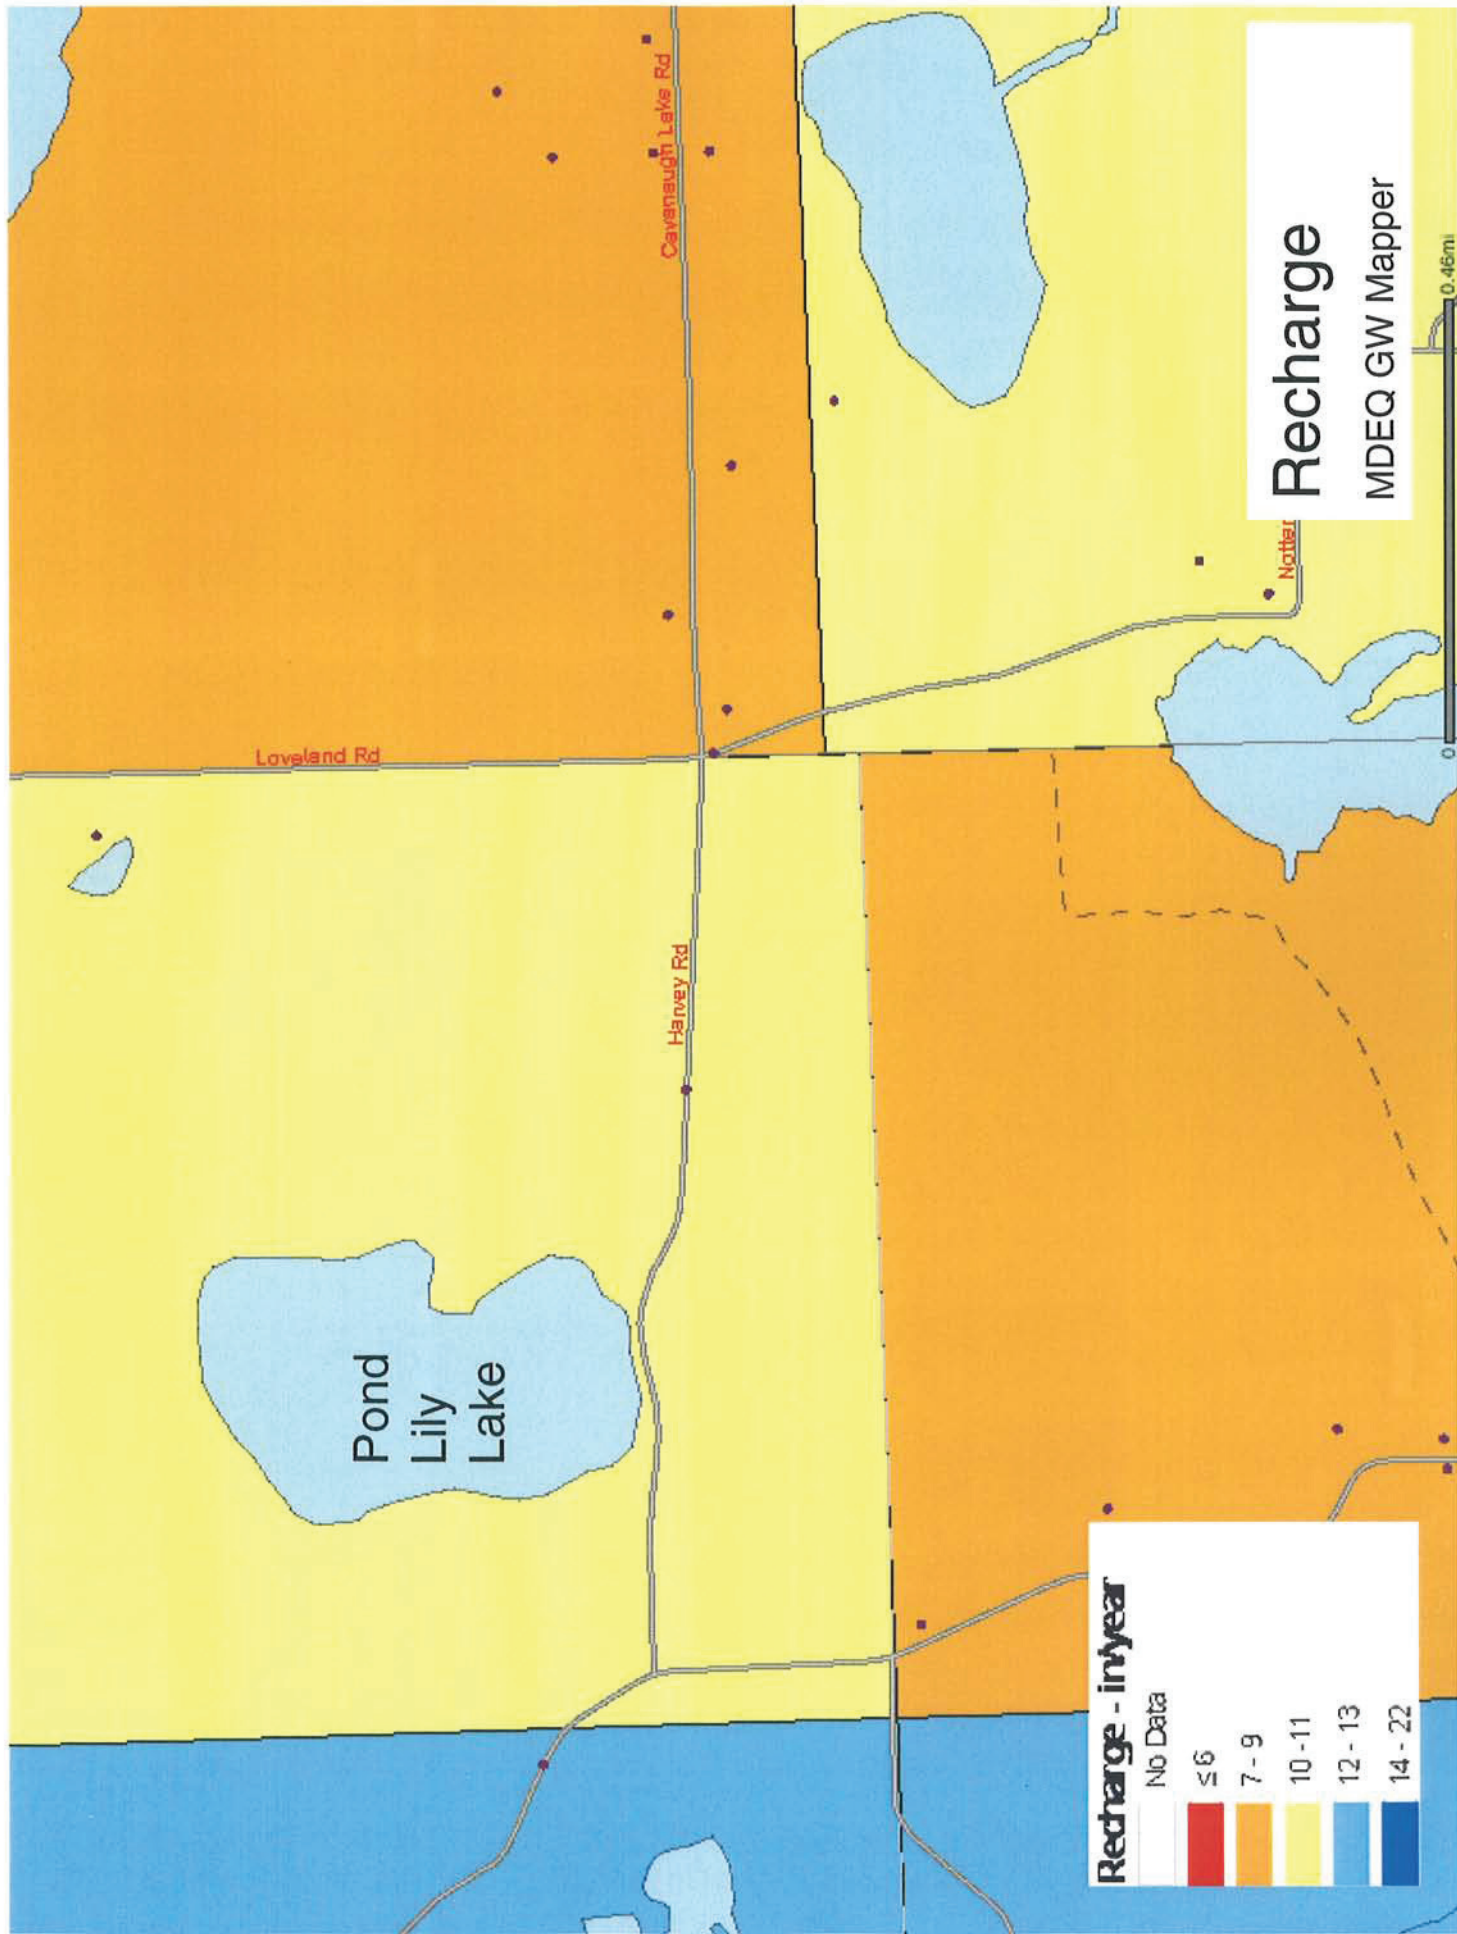 Cavanaugh Lake Rd
Loveland Rd
Harvey Rd
Pond
Lily
Lake
Notter
Recharge
MDEQ GW Mapper
0
0.46mi
Recharge - in/year
No Data
≤ 6
7 - 9
10 - 11
12 - 13
14 - 22